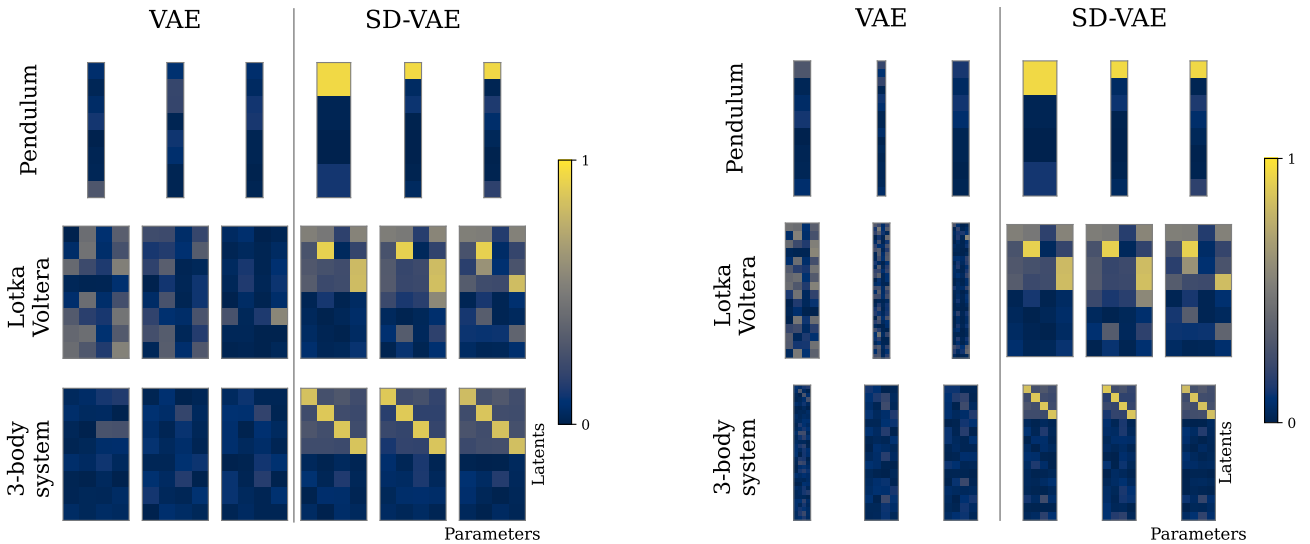 VAE
SD-VAE
Pendulum
Lotka
Voltera
3-body
system
1
0
Latents
Parameters
VAE
SD-VAE
Pendulum
Lotka
Voltera
3-body
system
1
0
Latents
Parameters